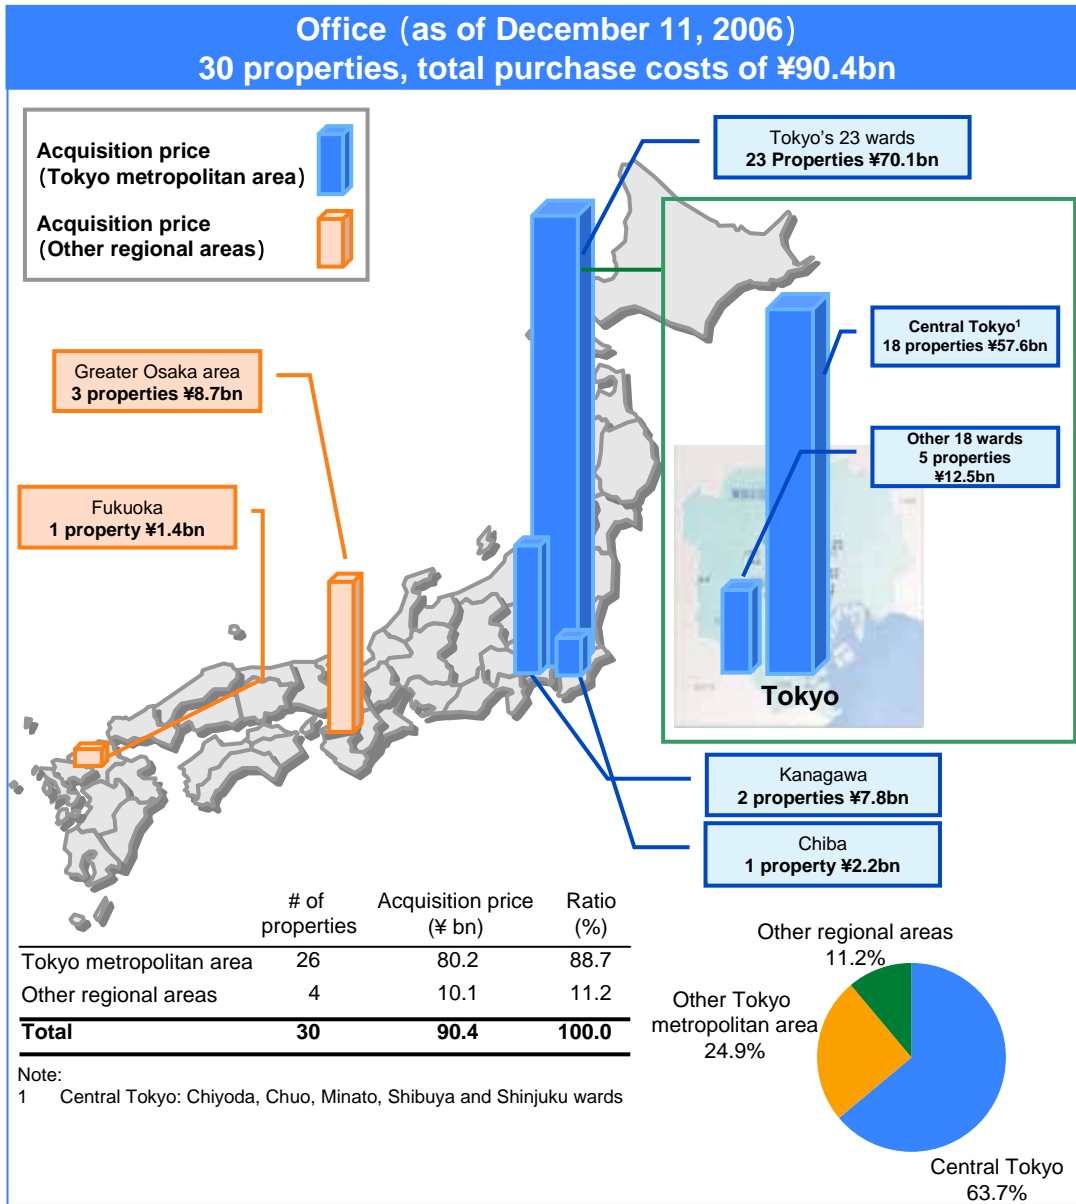 Office (as of December 11, 2006)
30 properties, total purchase costs of ¥90.4bn
Acquisition price
(Tokyo metropolitan area)
Acquisition price
(Other regional areas)
Tokyo's 23 wards
23 Properties ¥70.1bn
Central Tokyo1
18 properties ¥57.6bn
Other 18 wards
5 properties
¥12.5bn
Greater Osaka area
3 properties ¥8.7bn
Fukuoka
1 property ¥1.4bn
Tokyo
Kanagawa
2 properties ¥7.8bn
Chiba
1 property ¥2.2bn
# of properties Acquisition price (¥ bn) Ratio (%)
Tokyo metropolitan area 26 80.2 88.7
Other regional areas 4 10.1 11.2
Total 30 90.4 100.0
Note:
1 Central Tokyo: Chiyoda, Chuo, Minato, Shibuya and Shinjuku wards
Other regional areas
11.2%
Other Tokyo
metropolitan area
24.9%
Central Tokyo
63.7%